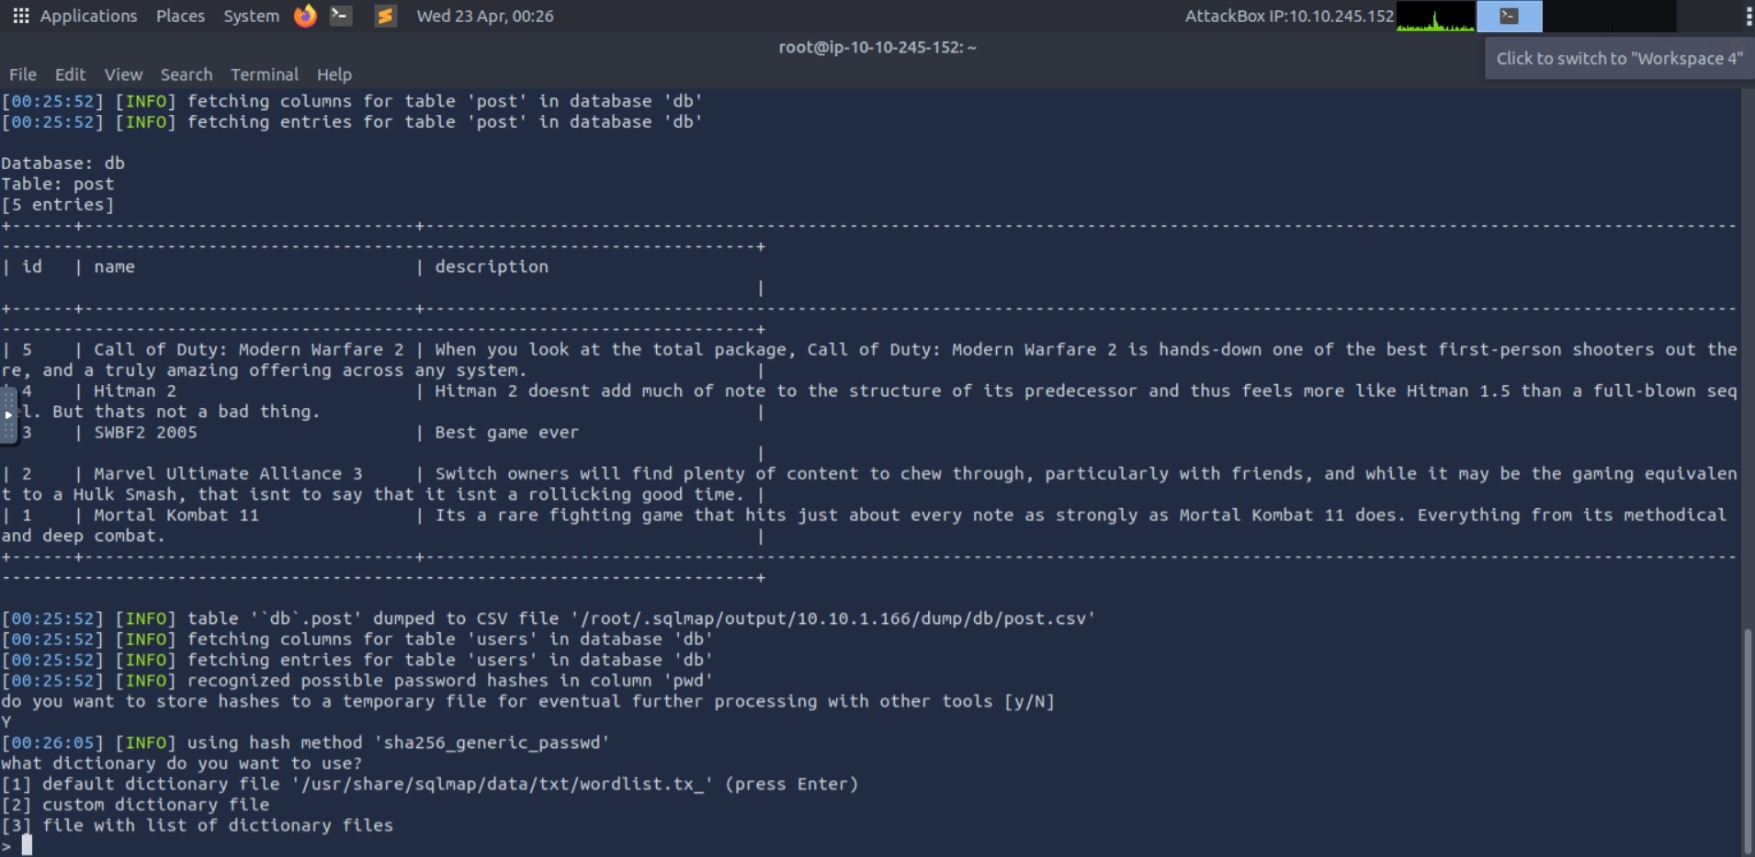 Applications Places System Wed 23 Apr, 00:26 AttackBox IP:10.10.245.152
root@ip-10-10-245-152: ~
Click to switch to "Workspace 4"
File Edit View Search Terminal Help
[00:25:52] [INFO] fetching columns for table 'post' in database 'db'
[00:25:52] [INFO] fetching entries for table 'post' in database 'db'
Database: db
Table: post
[5 entries]
+------+--------------------------------+-------------------------------------------------------------------------------------------------------------------------------
-------------------------------------------------------------------------+
| id   | name                           | description
                                                                         |
+------+--------------------------------+-------------------------------------------------------------------------------------------------------------------------------
-------------------------------------------------------------------------+
| 5    | Call of Duty: Modern Warfare 2 | When you look at the total package, Call of Duty: Modern Warfare 2 is hands-down one of the best first-person shooters out the
re, and a truly amazing offering across any system.                      |
| 4    | Hitman 2                       | Hitman 2 doesnt add much of note to the structure of its predecessor and thus feels more like Hitman 1.5 than a full-blown seq
el. But thats not a bad thing.                                         |
3    | SWBF2 2005                     | Best game ever
                                                                         |
| 2    | Marvel Ultimate Alliance 3     | Switch owners will find plenty of content to chew through, particularly with friends, and while it may be the gaming equivalen
t to a Hulk Smash, that isnt to say that it isnt a rollicking good time. |
| 1    | Mortal Kombat 11               | Its a rare fighting game that hits just about every note as strongly as Mortal Kombat 11 does. Everything from its methodical
and deep combat.                                                         |
+------+--------------------------------+-------------------------------------------------------------------------------------------------------------------------------
-------------------------------------------------------------------------+
[00:25:52] [INFO] table '`db`.post' dumped to CSV file '/root/.sqlmap/output/10.10.1.166/dump/db/post.csv'
[00:25:52] [INFO] fetching columns for table 'users' in database 'db'
[00:25:52] [INFO] fetching entries for table 'users' in database 'db'
[00:25:52] [INFO] recognized possible password hashes in column 'pwd'
do you want to store hashes to a temporary file for eventual further processing with other tools [y/N]
Y
[00:26:05] [INFO] using hash method 'sha256_generic_passwd'
what dictionary do you want to use?
[1] default dictionary file '/usr/share/sqlmap/data/txt/wordlist.tx_' (press Enter)
[2] custom dictionary file
[3] file with list of dictionary files
>